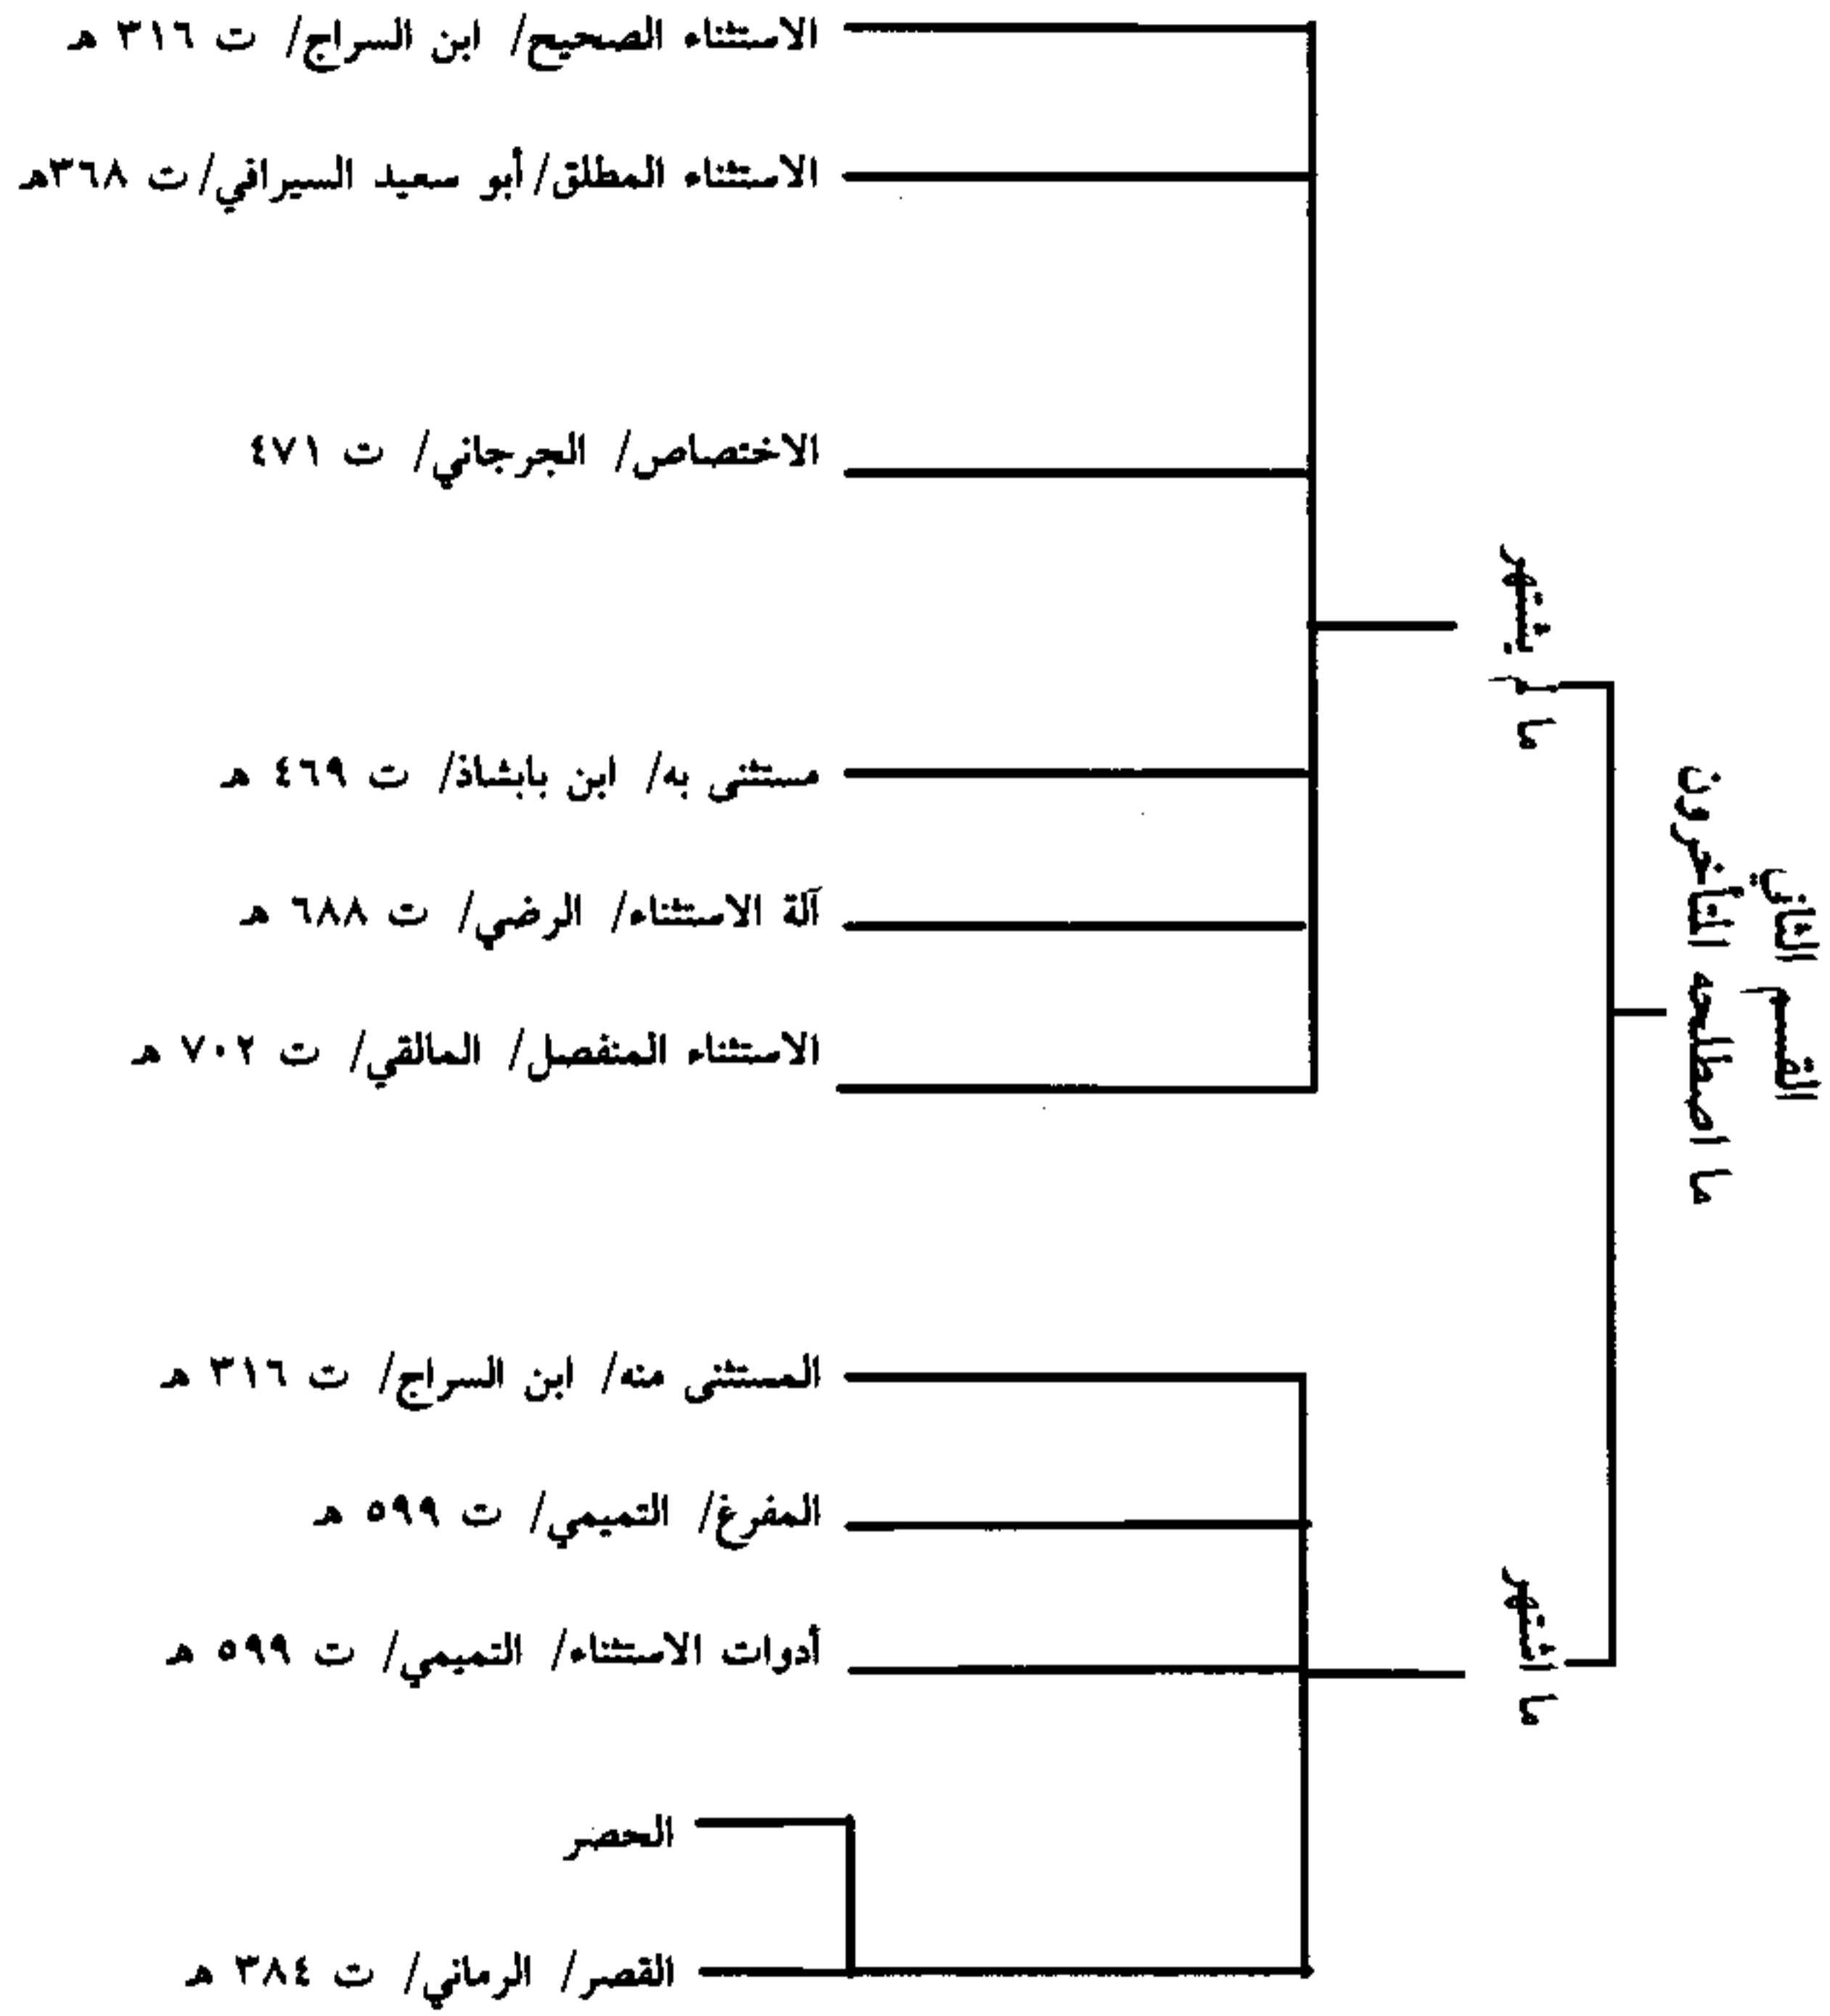 القسم الثاني
ما اصطلحه المتأخرون
ما لم يشتهر
الاستثناء الصحيح/ ابن السراج/ ت ٣١٦ هـ
الاستثناء المطلق/ أبو سعيد السيرافي/ ت ٣٦٨هـ
الاختصاص/ الجرجاني/ ت ٤٧١
مستثنى به/ ابن بابشاذ/ ت ٤٦٩ هـ
آلة الاستثناء/ الرضي/ ت ٦٨٨ هـ
الاستثناء المنفصل/ المالقي/ ت ٧٠٢ هـ
ما اشتهر
المستثنى منه/ ابن السراج/ ت ٣١٦ هـ
المفرغ/ التميمي/ ت ٥٩٩ هـ
أدوات الاستثناء/ التميمي/ ت ٥٩٩ هـ
الحصر
القصر/ الرماني/ ت ٣٨٤ هـ